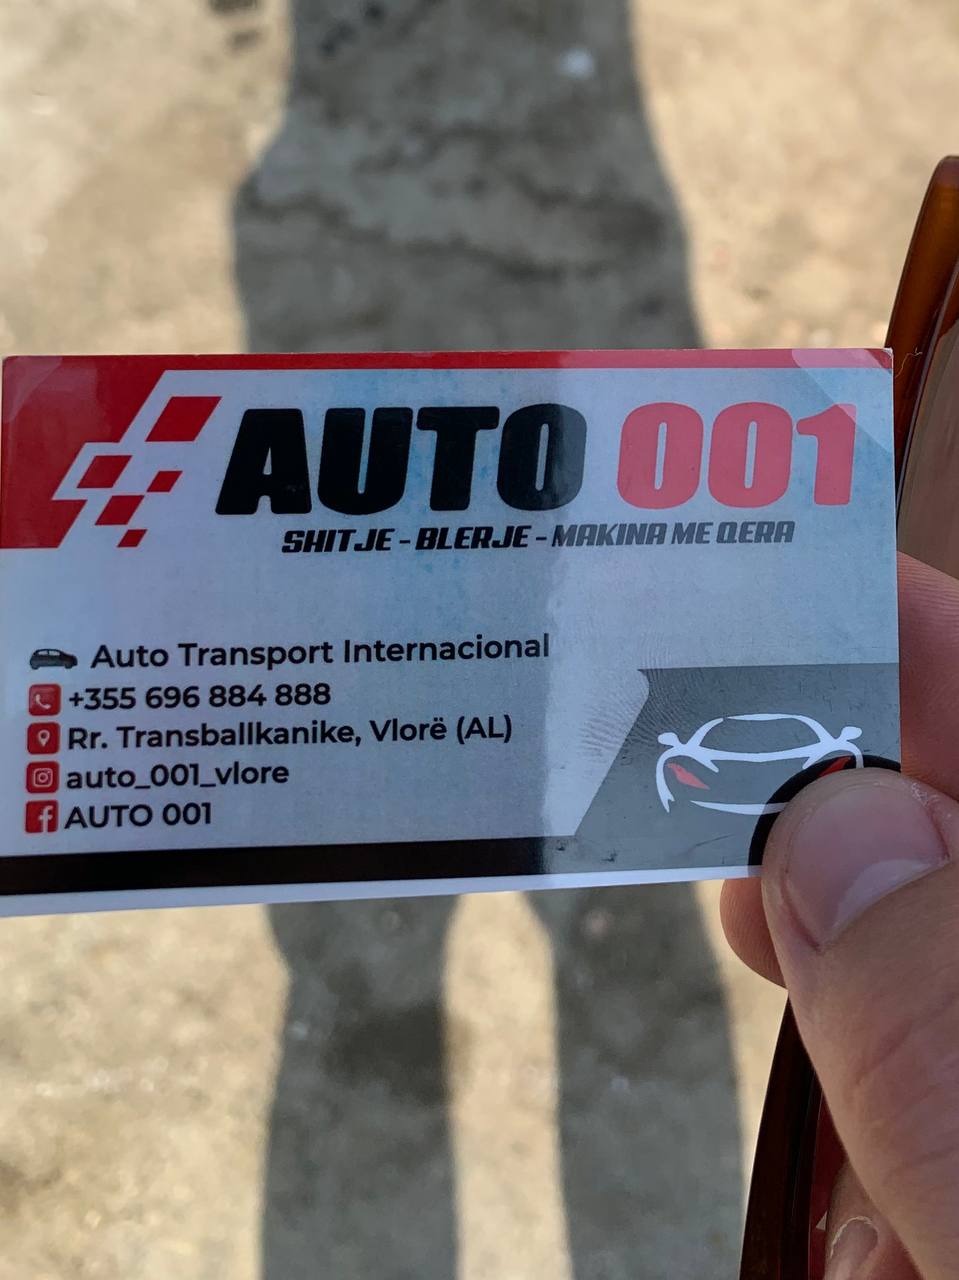 AUTO 001
SHITJE - BLERJE - MAKINA ME QERA
Auto Transport Internacional
+355 696 884 888
Rr. Transballkanike, Vlorë (AL)
auto_001_vlore
AUTO 001